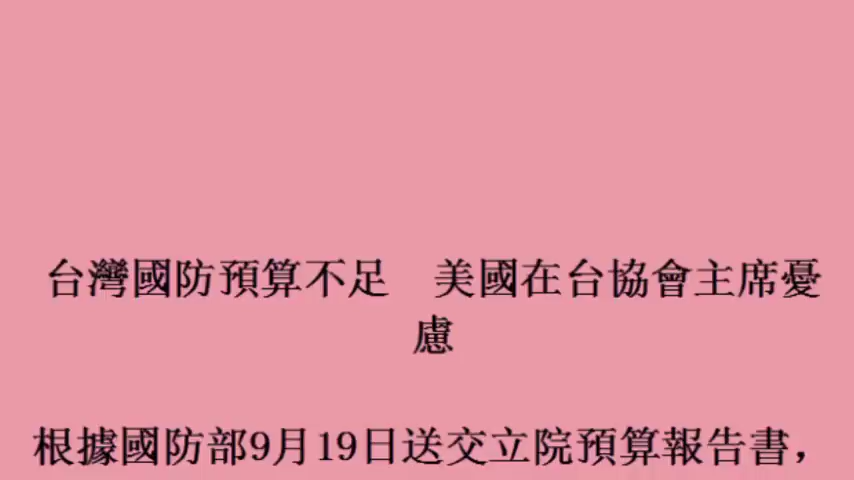 台灣國防預算不足　美國在台協會主席憂
慮
根據國防部9月19日送交立院預算報告書，